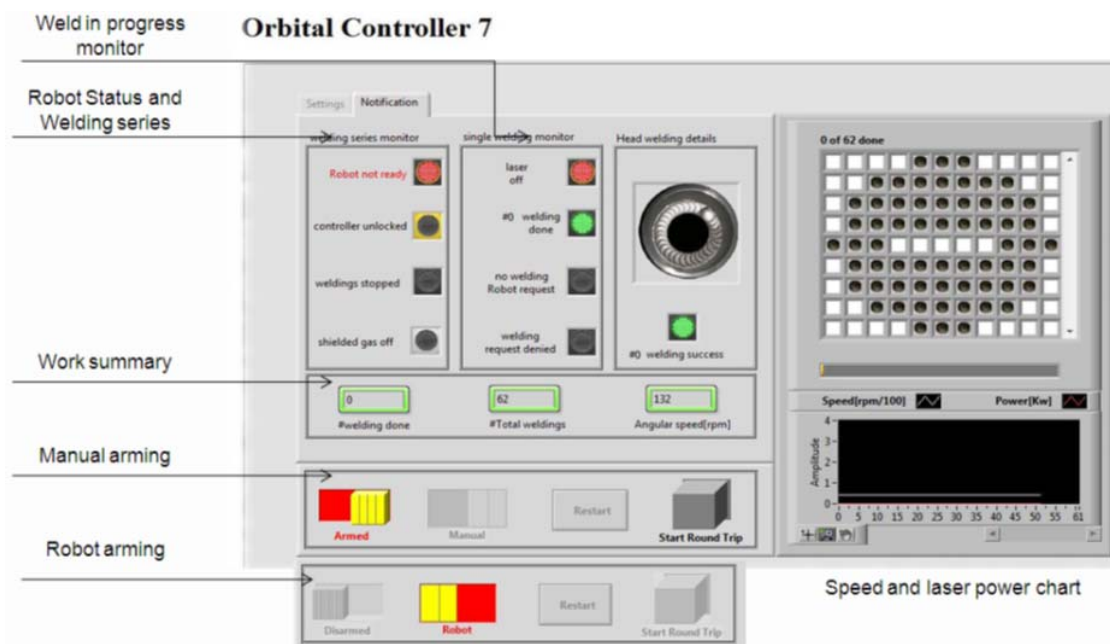 Weld in progress
monitor
Orbital Controller 7
Robot Status and
Welding series
Settings Notification
welding series monitor single welding monitor Head welding details
Robot not ready
controller unlocked
weldings stopped
shielded gas off
laser
off
#0 welding
done
no welding
Robot request
welding
request denied
#0 welding success
0 of 62 done
Work summary
0 62 132
#welding done #Total weldings Angular speed[rpm]
Speed[rpm/100] Power[Kw]
Amplitude
4
3
2
1
0
0 5 10 15 20 25 30 35 40 45 50 55 61
Manual arming
Armed Manual Restart Start Round Trip
Robot arming
Disarmed Robot Restart Start Round Trip
Speed and laser power chart